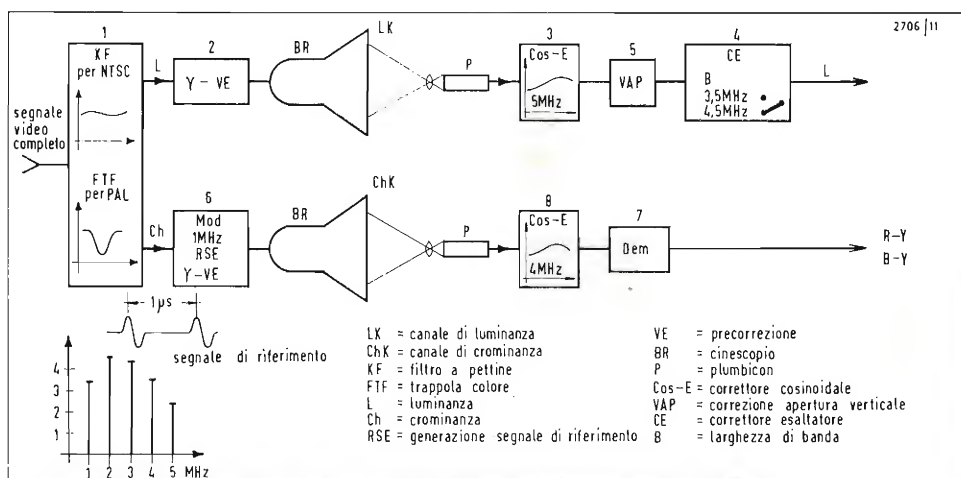 2706/11
1
KF
per NTSC
segnale
video
completo
FTF
per PAL
L
2
γ – VE
BR
LK
P
3
Cos-E
5MHz
5
VAP
4
CE
B
3,5MHz
4,5MHz
L
Ch
6
Mod
1MHz
RSE
γ – VE
BR
ChK
P
8
Cos-E
4MHz
7
Dem
R-Y
B-Y
1µs
segnale di riferimento
4
3
2
1
1 2 3 4 5 MHz
LK = canale di luminanza
ChK = canale di crominanza
KF = filtro a pettine
FTF = trappola colore
L = luminanza
Ch = crominanza
RSE = generazione segnale di riferimento
VE = precorrezione
BR = cinescopio
P = plumbicon
Cos-E = correttore cosinoidale
VAP = correzione apertura verticale
CE = correttore esaltatore
B = larghezza di banda